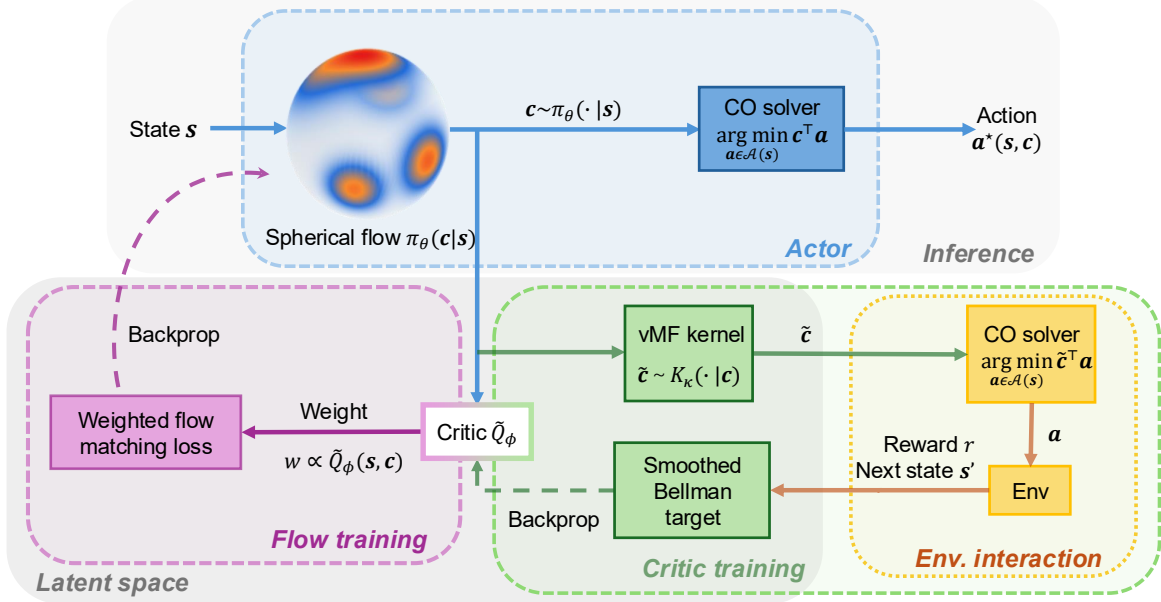 State s
c~π_θ(· |s)
CO solver
arg min c^⊤ a
a∈𝒜(s)
Action
a*(s, c)
Spherical flow π_θ(c|s)
Actor
Inference
Backprop
vMF kernel
c̃ ~ K_κ(· |c)
c̃
CO solver
arg min c̃^⊤ a
a∈𝒜(s)
a
Weighted flow
matching loss
Weight
w ∝ Q̃_ϕ(s, c)
Critic Q̃_ϕ
Backprop
Smoothed
Bellman
target
Reward r
Next state s'
Env
Flow training
Latent space
Critic training
Env. interaction